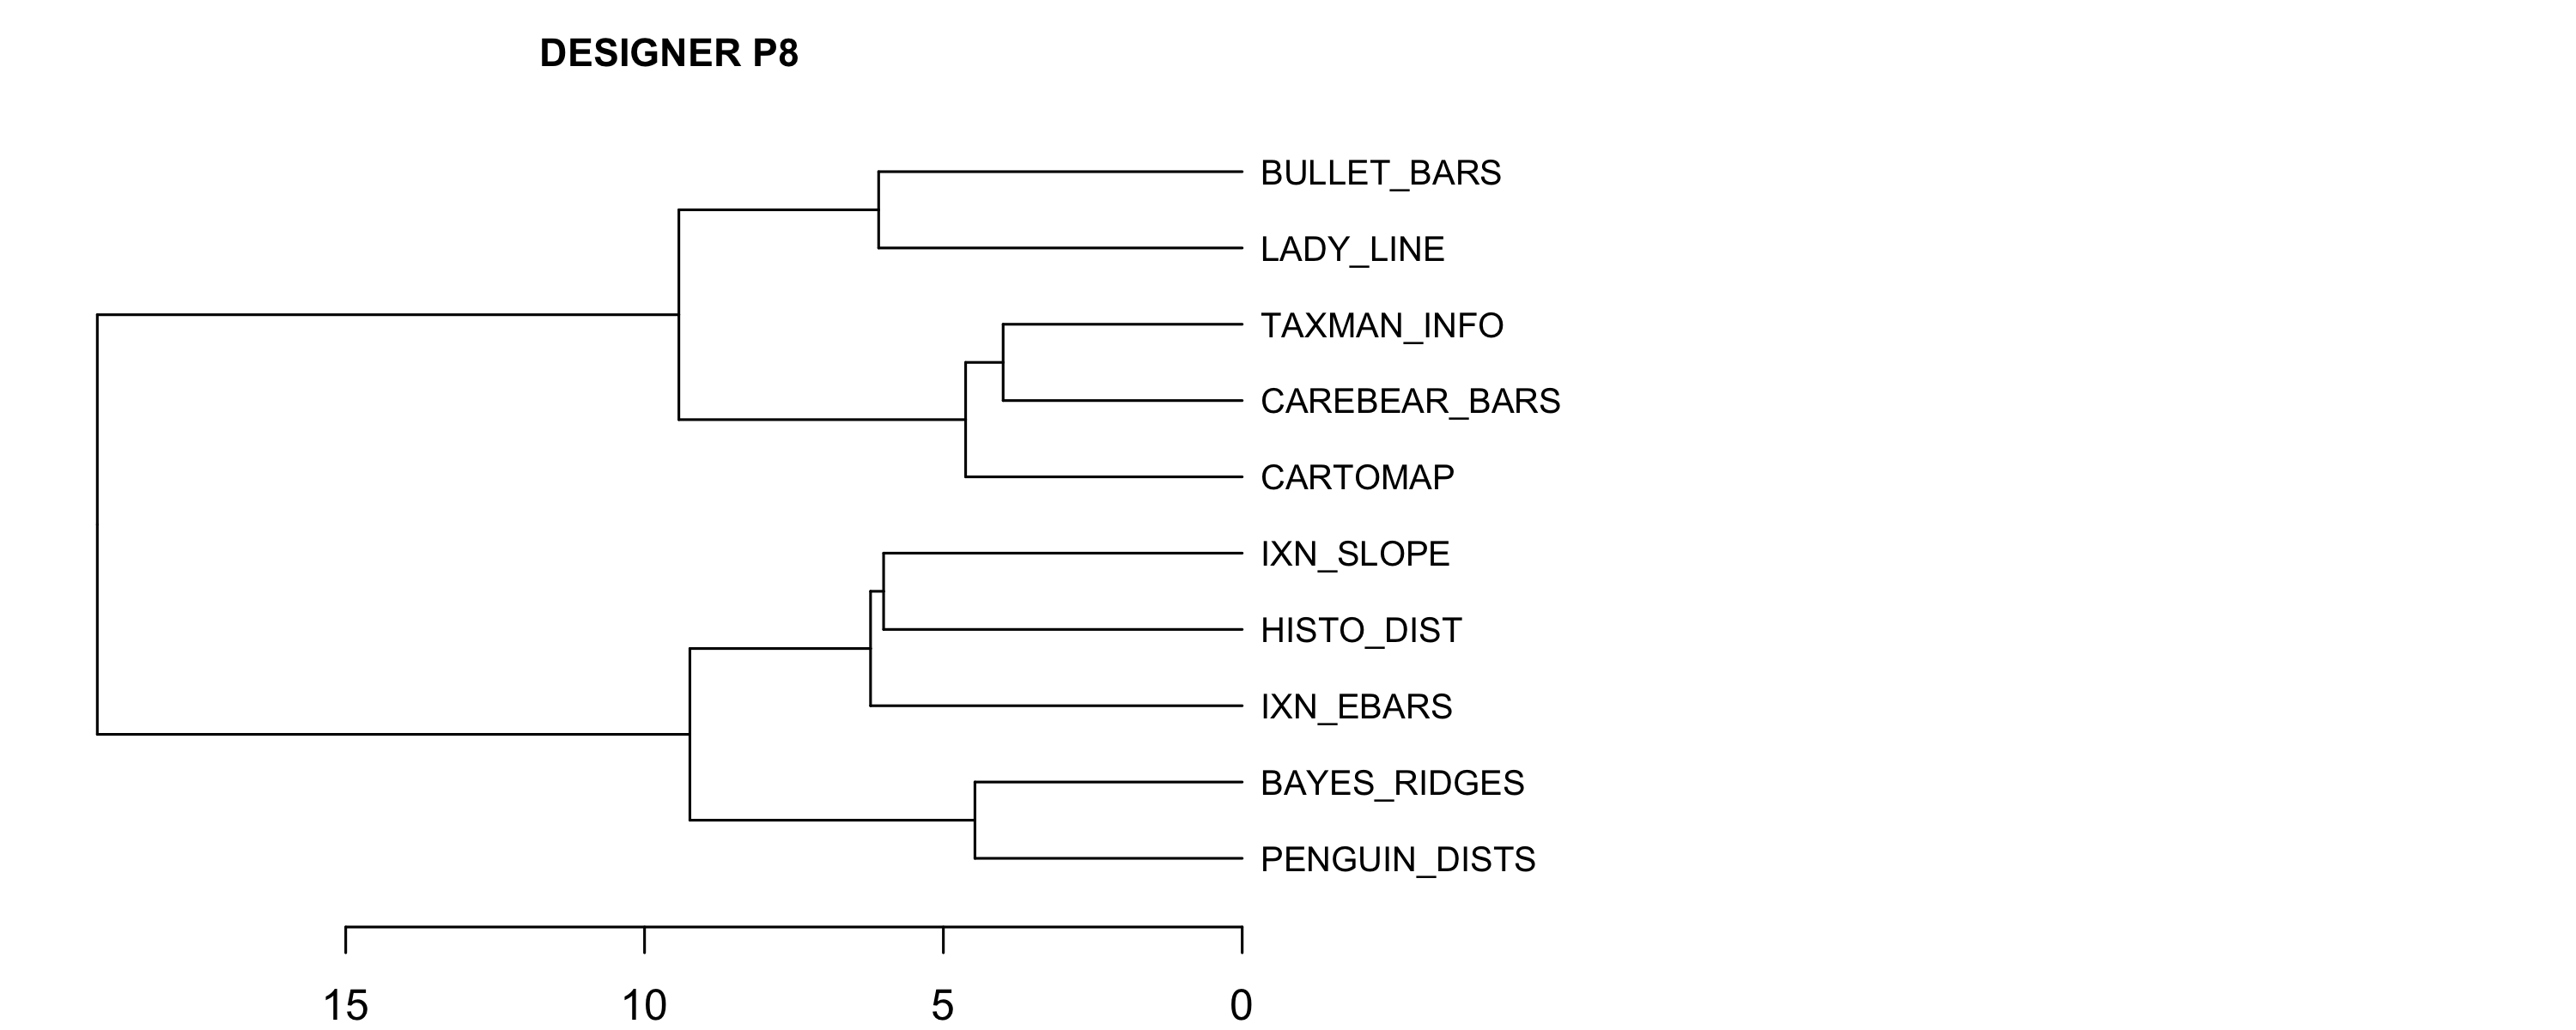 DESIGNER P8
BULLET_BARS
LADY_LINE
TAXMAN_INFO
CAREBEAR_BARS
CARTOMAP
IXN_SLOPE
HISTO_DIST
IXN_EBARS
BAYES_RIDGES
PENGUIN_DISTS
15 10 5 0